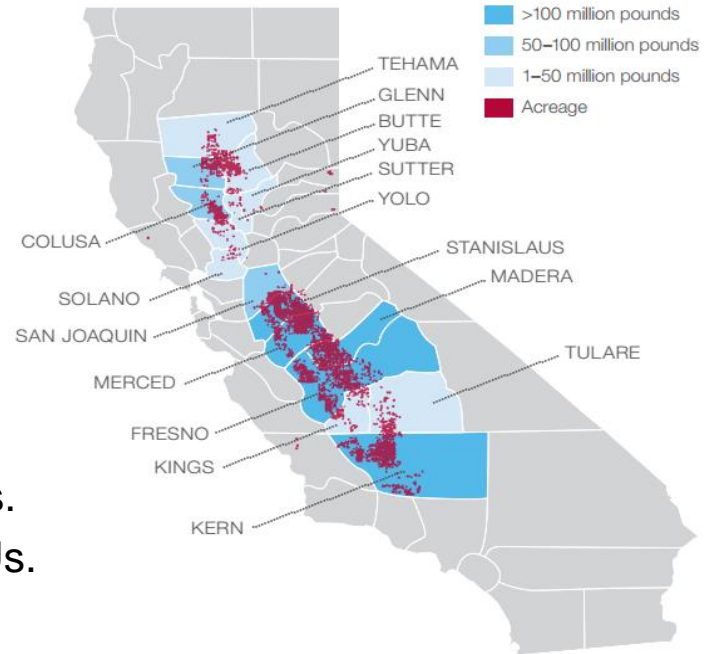 >100 million pounds
50–100 million pounds
1–50 million pounds
Acreage
TEHAMA
GLENN
BUTTE
YUBA
SUTTER
YOLO
COLUSA
STANISLAUS
MADERA
SOLANO
SAN JOAQUIN
TULARE
MERCED
FRESNO
KINGS
KERN
s.
s.